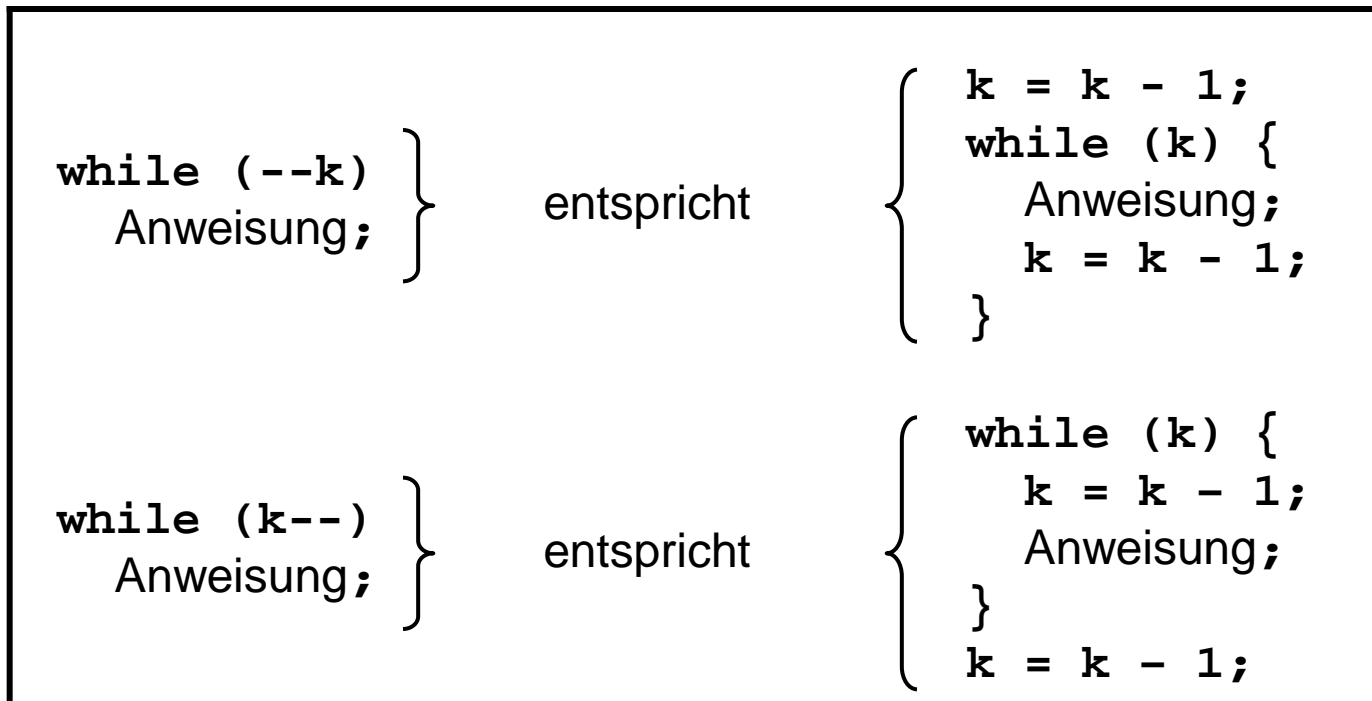 while (--k)
Anweisung;
entspricht
k = k - 1;
while (k) {
Anweisung;
k = k - 1;
}
while (k--)
Anweisung;
entspricht
while (k) {
k = k – 1;
Anweisung;
}
k = k – 1;